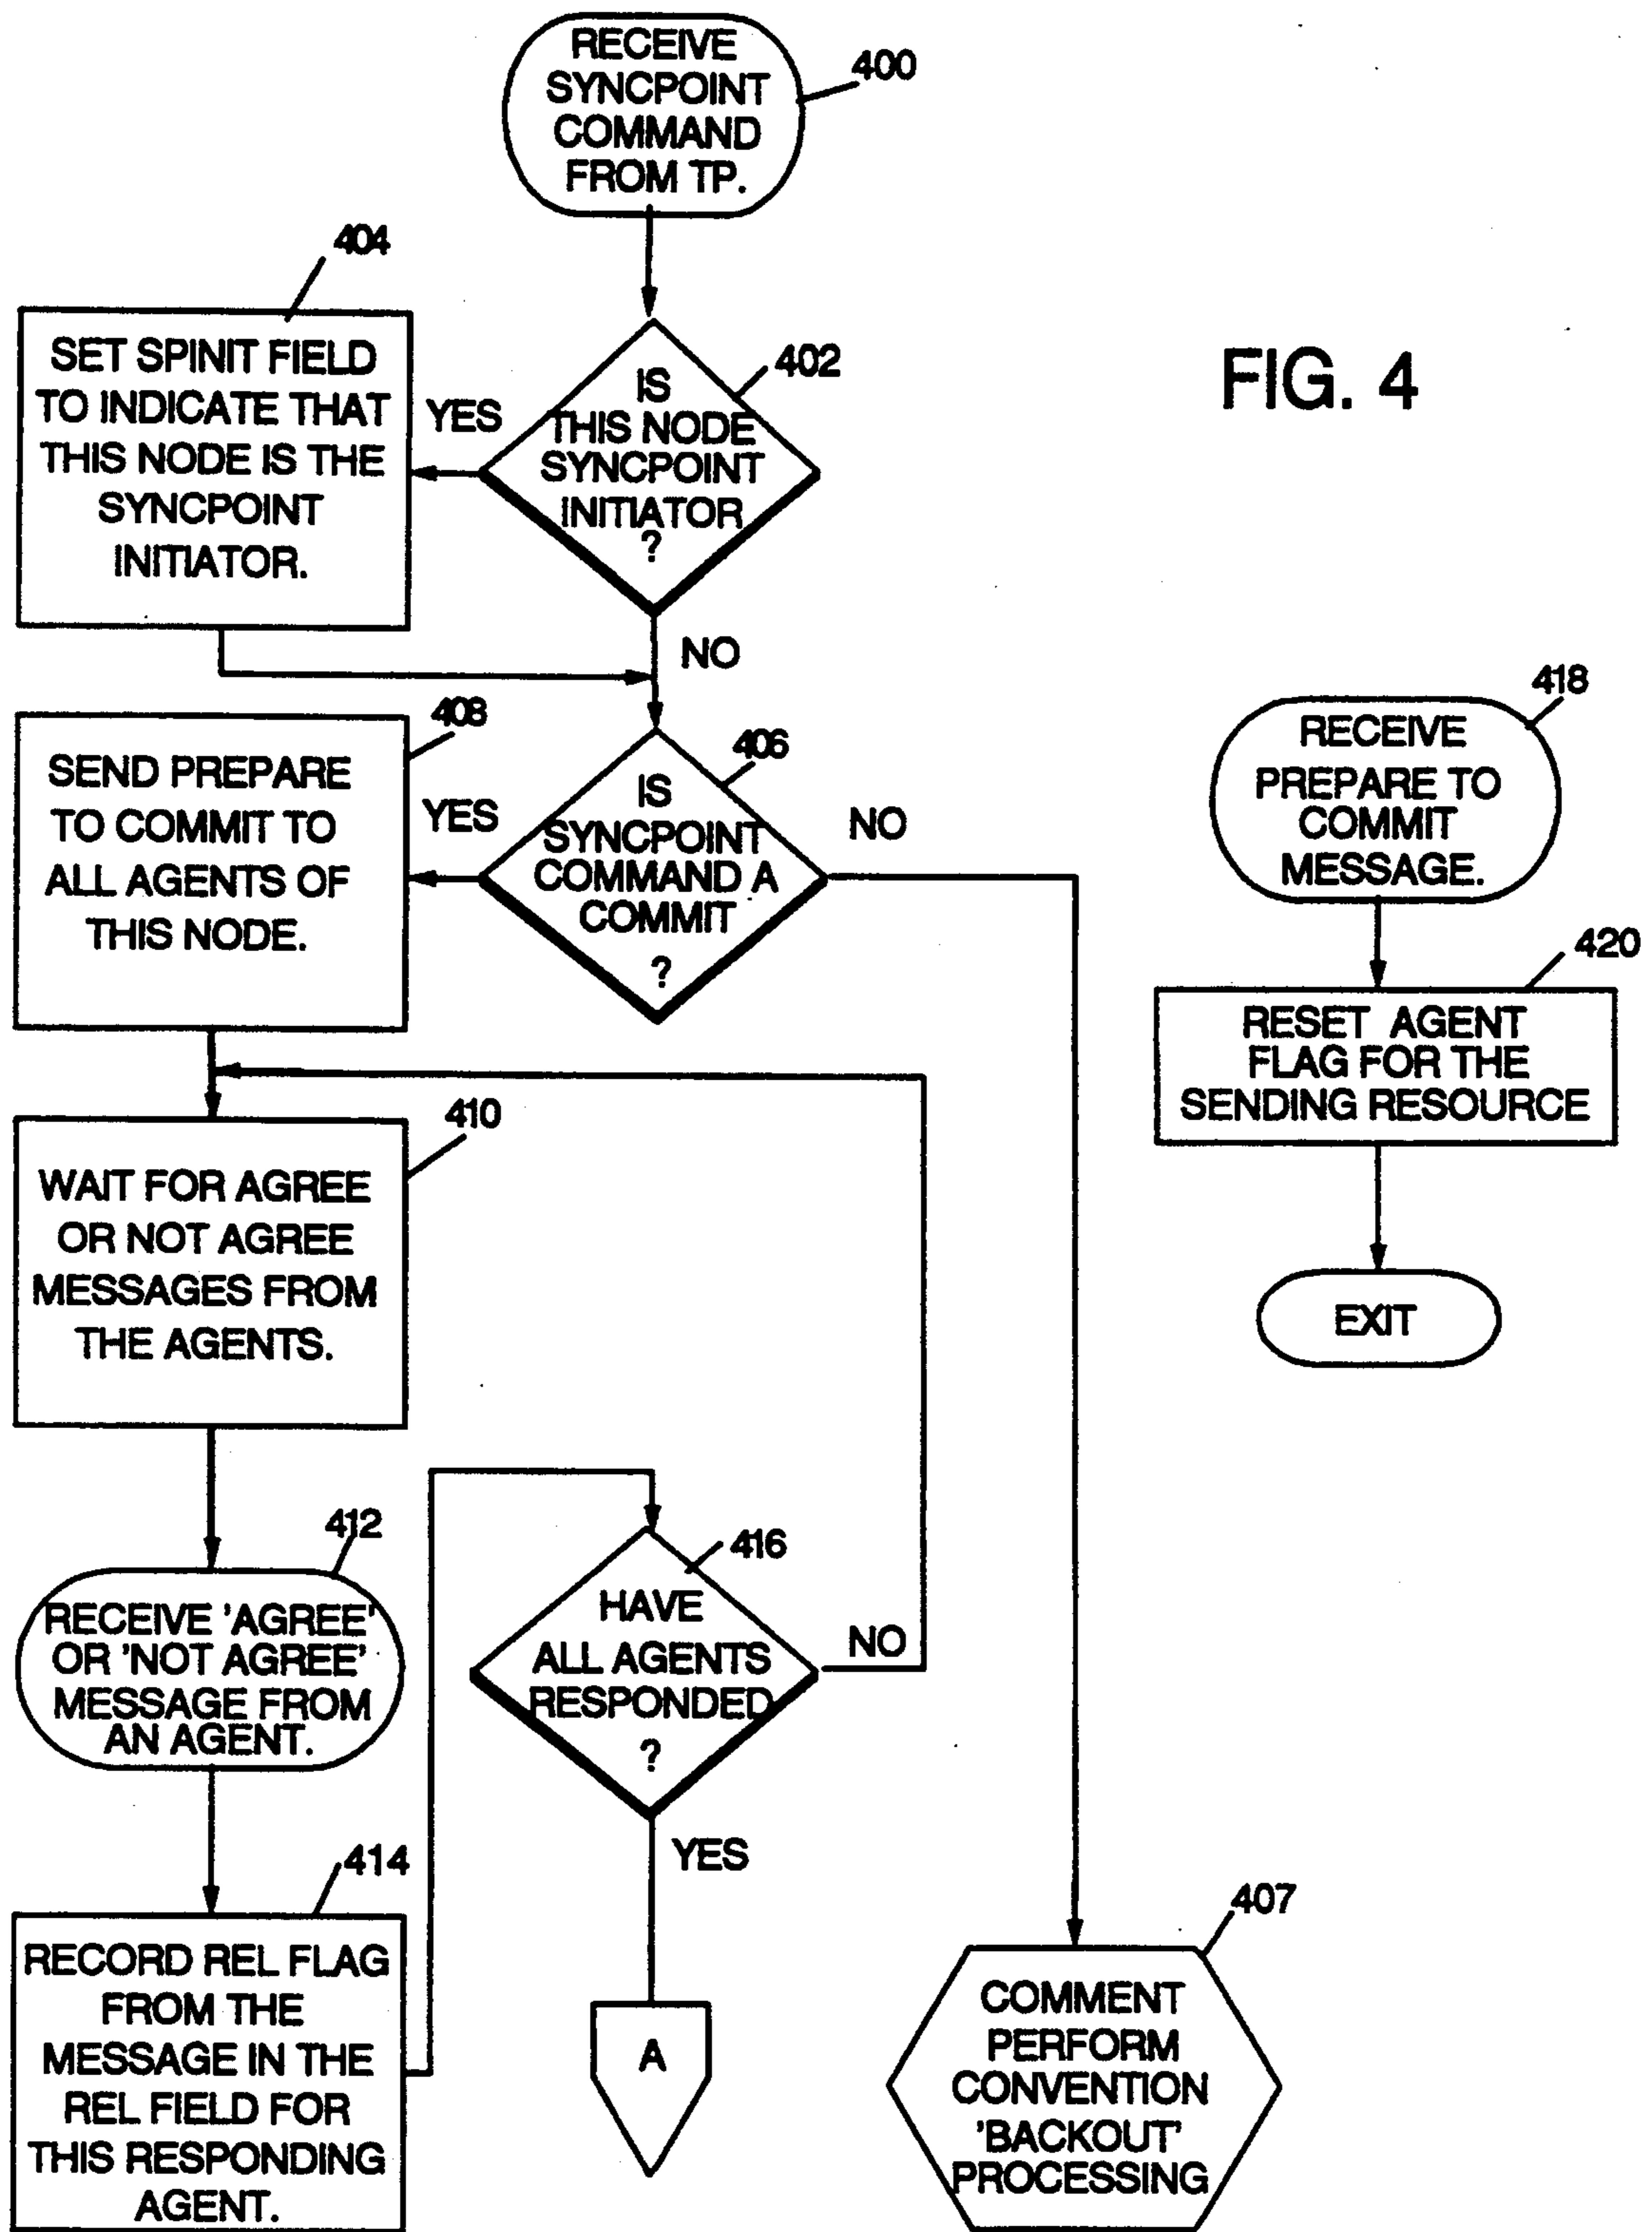 RECEIVE
SYNCPOINT
COMMAND
FROM TP.
400
404
SET SPINIT FIELD
TO INDICATE THAT
THIS NODE IS THE
SYNCPOINT
INITIATOR.
YES
IS
THIS NODE
SYNCPOINT
INITIATOR
?
402
FIG. 4
NO
408
SEND PREPARE
TO COMMIT TO
ALL AGENTS OF
THIS NODE.
YES
406
IS
SYNCPOINT
COMMAND A
COMMIT
?
NO
418
RECEIVE
PREPARE TO
COMMIT
MESSAGE.
420
RESET AGENT
FLAG FOR THE
SENDING RESOURCE
EXIT
410
WAIT FOR AGREE
OR NOT AGREE
MESSAGES FROM
THE AGENTS.
412
RECEIVE 'AGREE'
OR 'NOT AGREE'
MESSAGE FROM
AN AGENT.
416
HAVE
ALL AGENTS
RESPONDED
?
NO
YES
A
414
RECORD REL FLAG
FROM THE
MESSAGE IN THE
REL FIELD FOR
THIS RESPONDING
AGENT.
407
COMMENT
PERFORM
CONVENTION
'BACKOUT'
PROCESSING